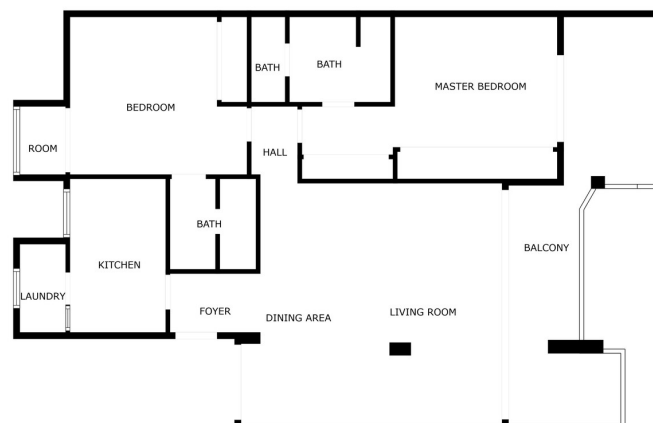 BATH
BATH
MASTER BEDROOM
BEDROOM
ROOM
HALL
BATH
BALCONY
KITCHEN
LAUNDRY
FOYER
DINING AREA
LIVING ROOM